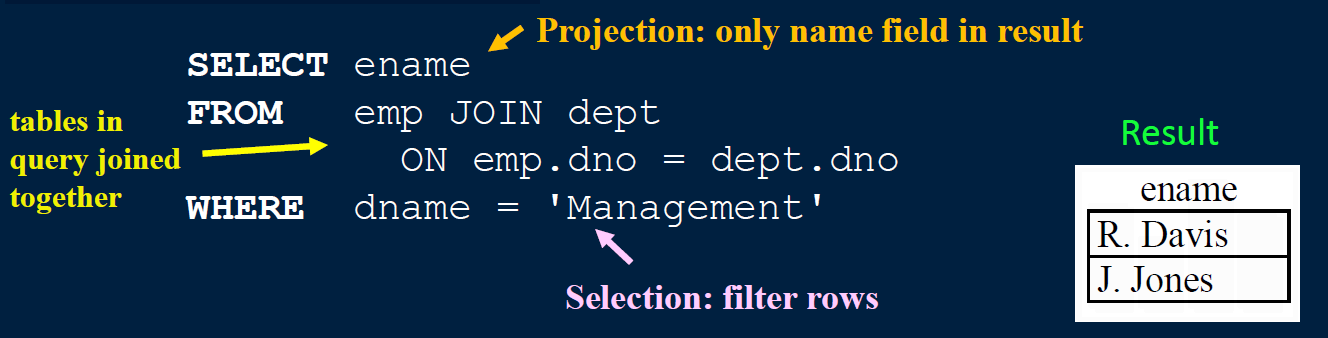 Projection: only name field in result
SELECT ename
FROM emp JOIN dept
ON emp.dno = dept.dno
WHERE dname = 'Management'
tables in
query joined
together
Selection: filter rows
Result
ename
R. Davis
J. Jones